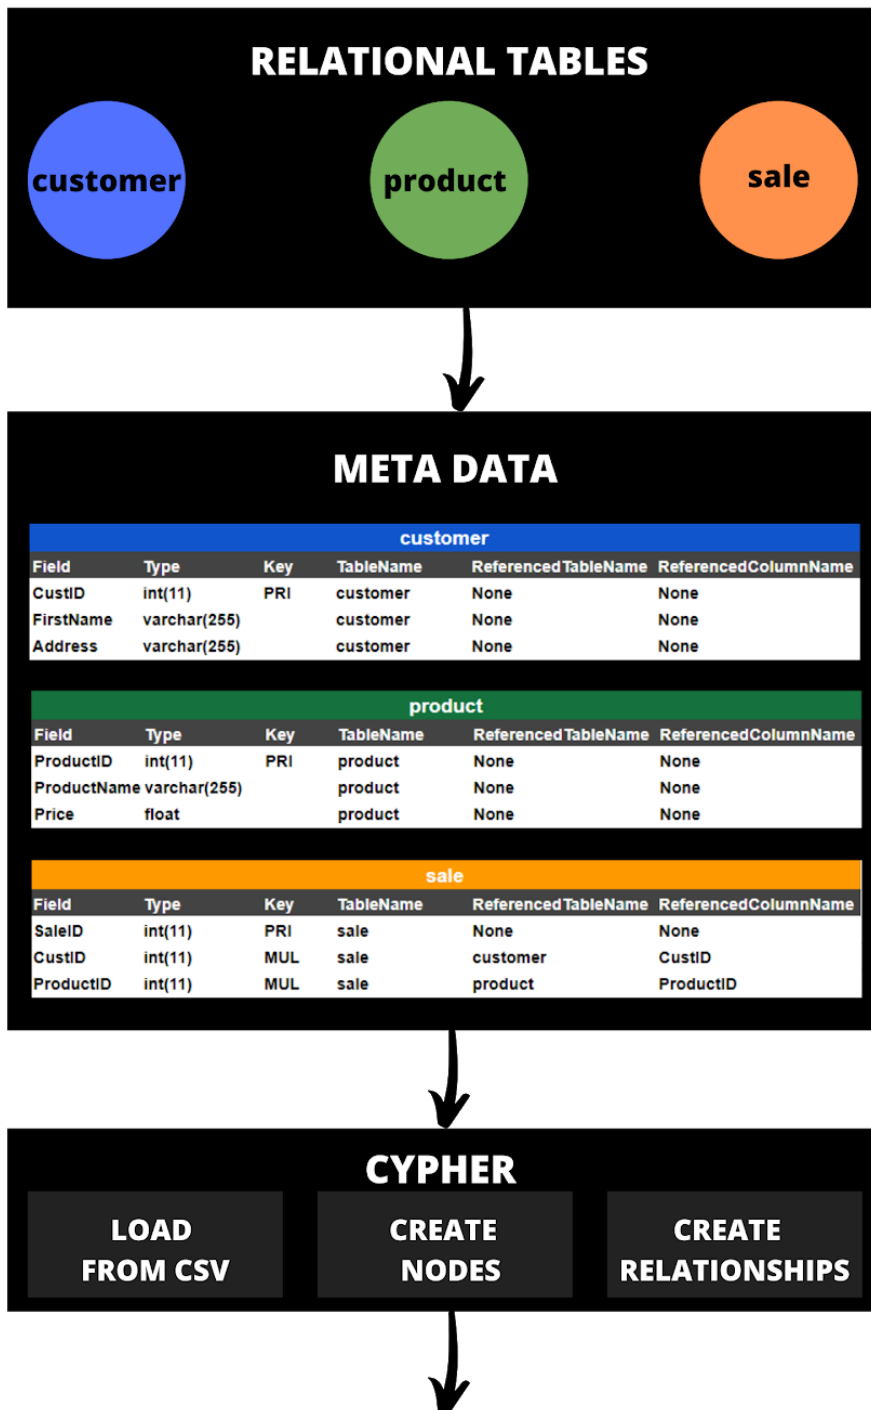 RELATIONAL TABLES
customer product sale
META DATA
customer
Field Type Key TableName ReferencedTableName ReferencedColumnName
CustID int(11) PRI customer None None
FirstName varchar(255) customer None None
Address varchar(255) customer None None
product
Field Type Key TableName ReferencedTableName ReferencedColumnName
ProductID int(11) PRI product None None
ProductName varchar(255) product None None
Price float product None None
sale
Field Type Key TableName ReferencedTableName ReferencedColumnName
SaleID int(11) PRI sale None None
CustID int(11) MUL sale customer CustID
ProductID int(11) MUL sale product ProductID
CYPHER
LOAD
FROM CSV
CREATE
NODES
CREATE
RELATIONSHIPS